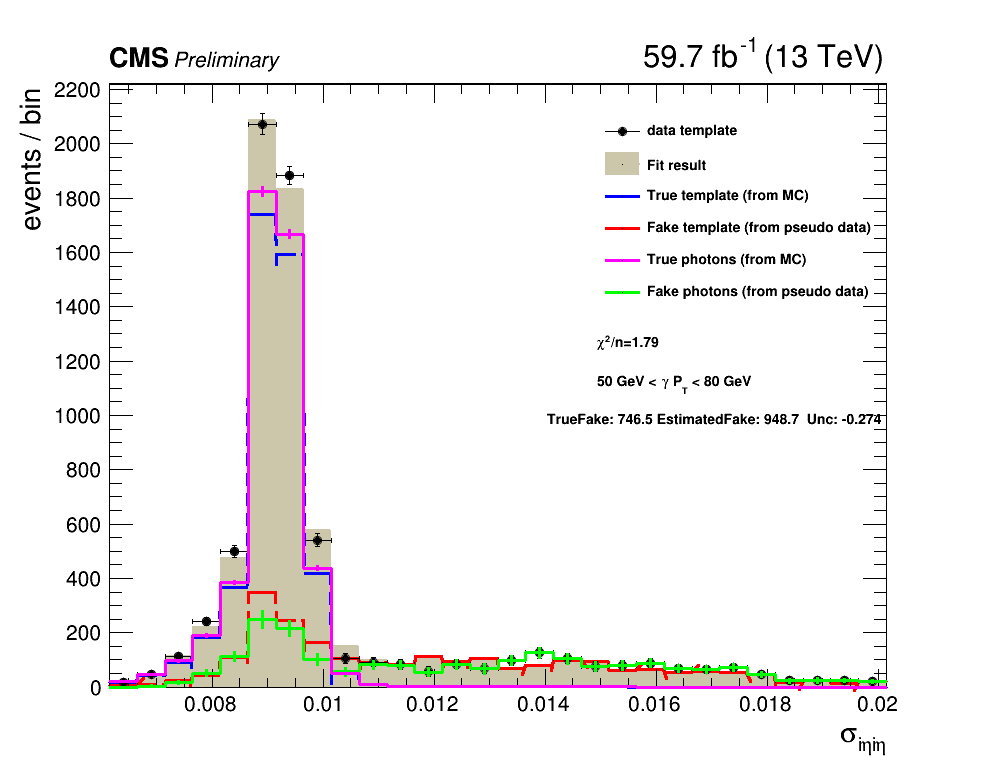 CMS Preliminary 59.7 fb⁻¹ (13 TeV)
events / bin
2200
2000
1800
1600
1400
1200
1000
800
600
400
200
0
data template
Fit result
True template (from MC)
Fake template (from pseudo data)
True photons (from MC)
Fake photons (from pseudo data)
χ²/n=1.79
50 GeV < γ P_T < 80 GeV
TrueFake: 746.5 EstimatedFake: 948.7 Unc: -0.274
0.008 0.01 0.012 0.014 0.016 0.018 0.02
σ_iηiη